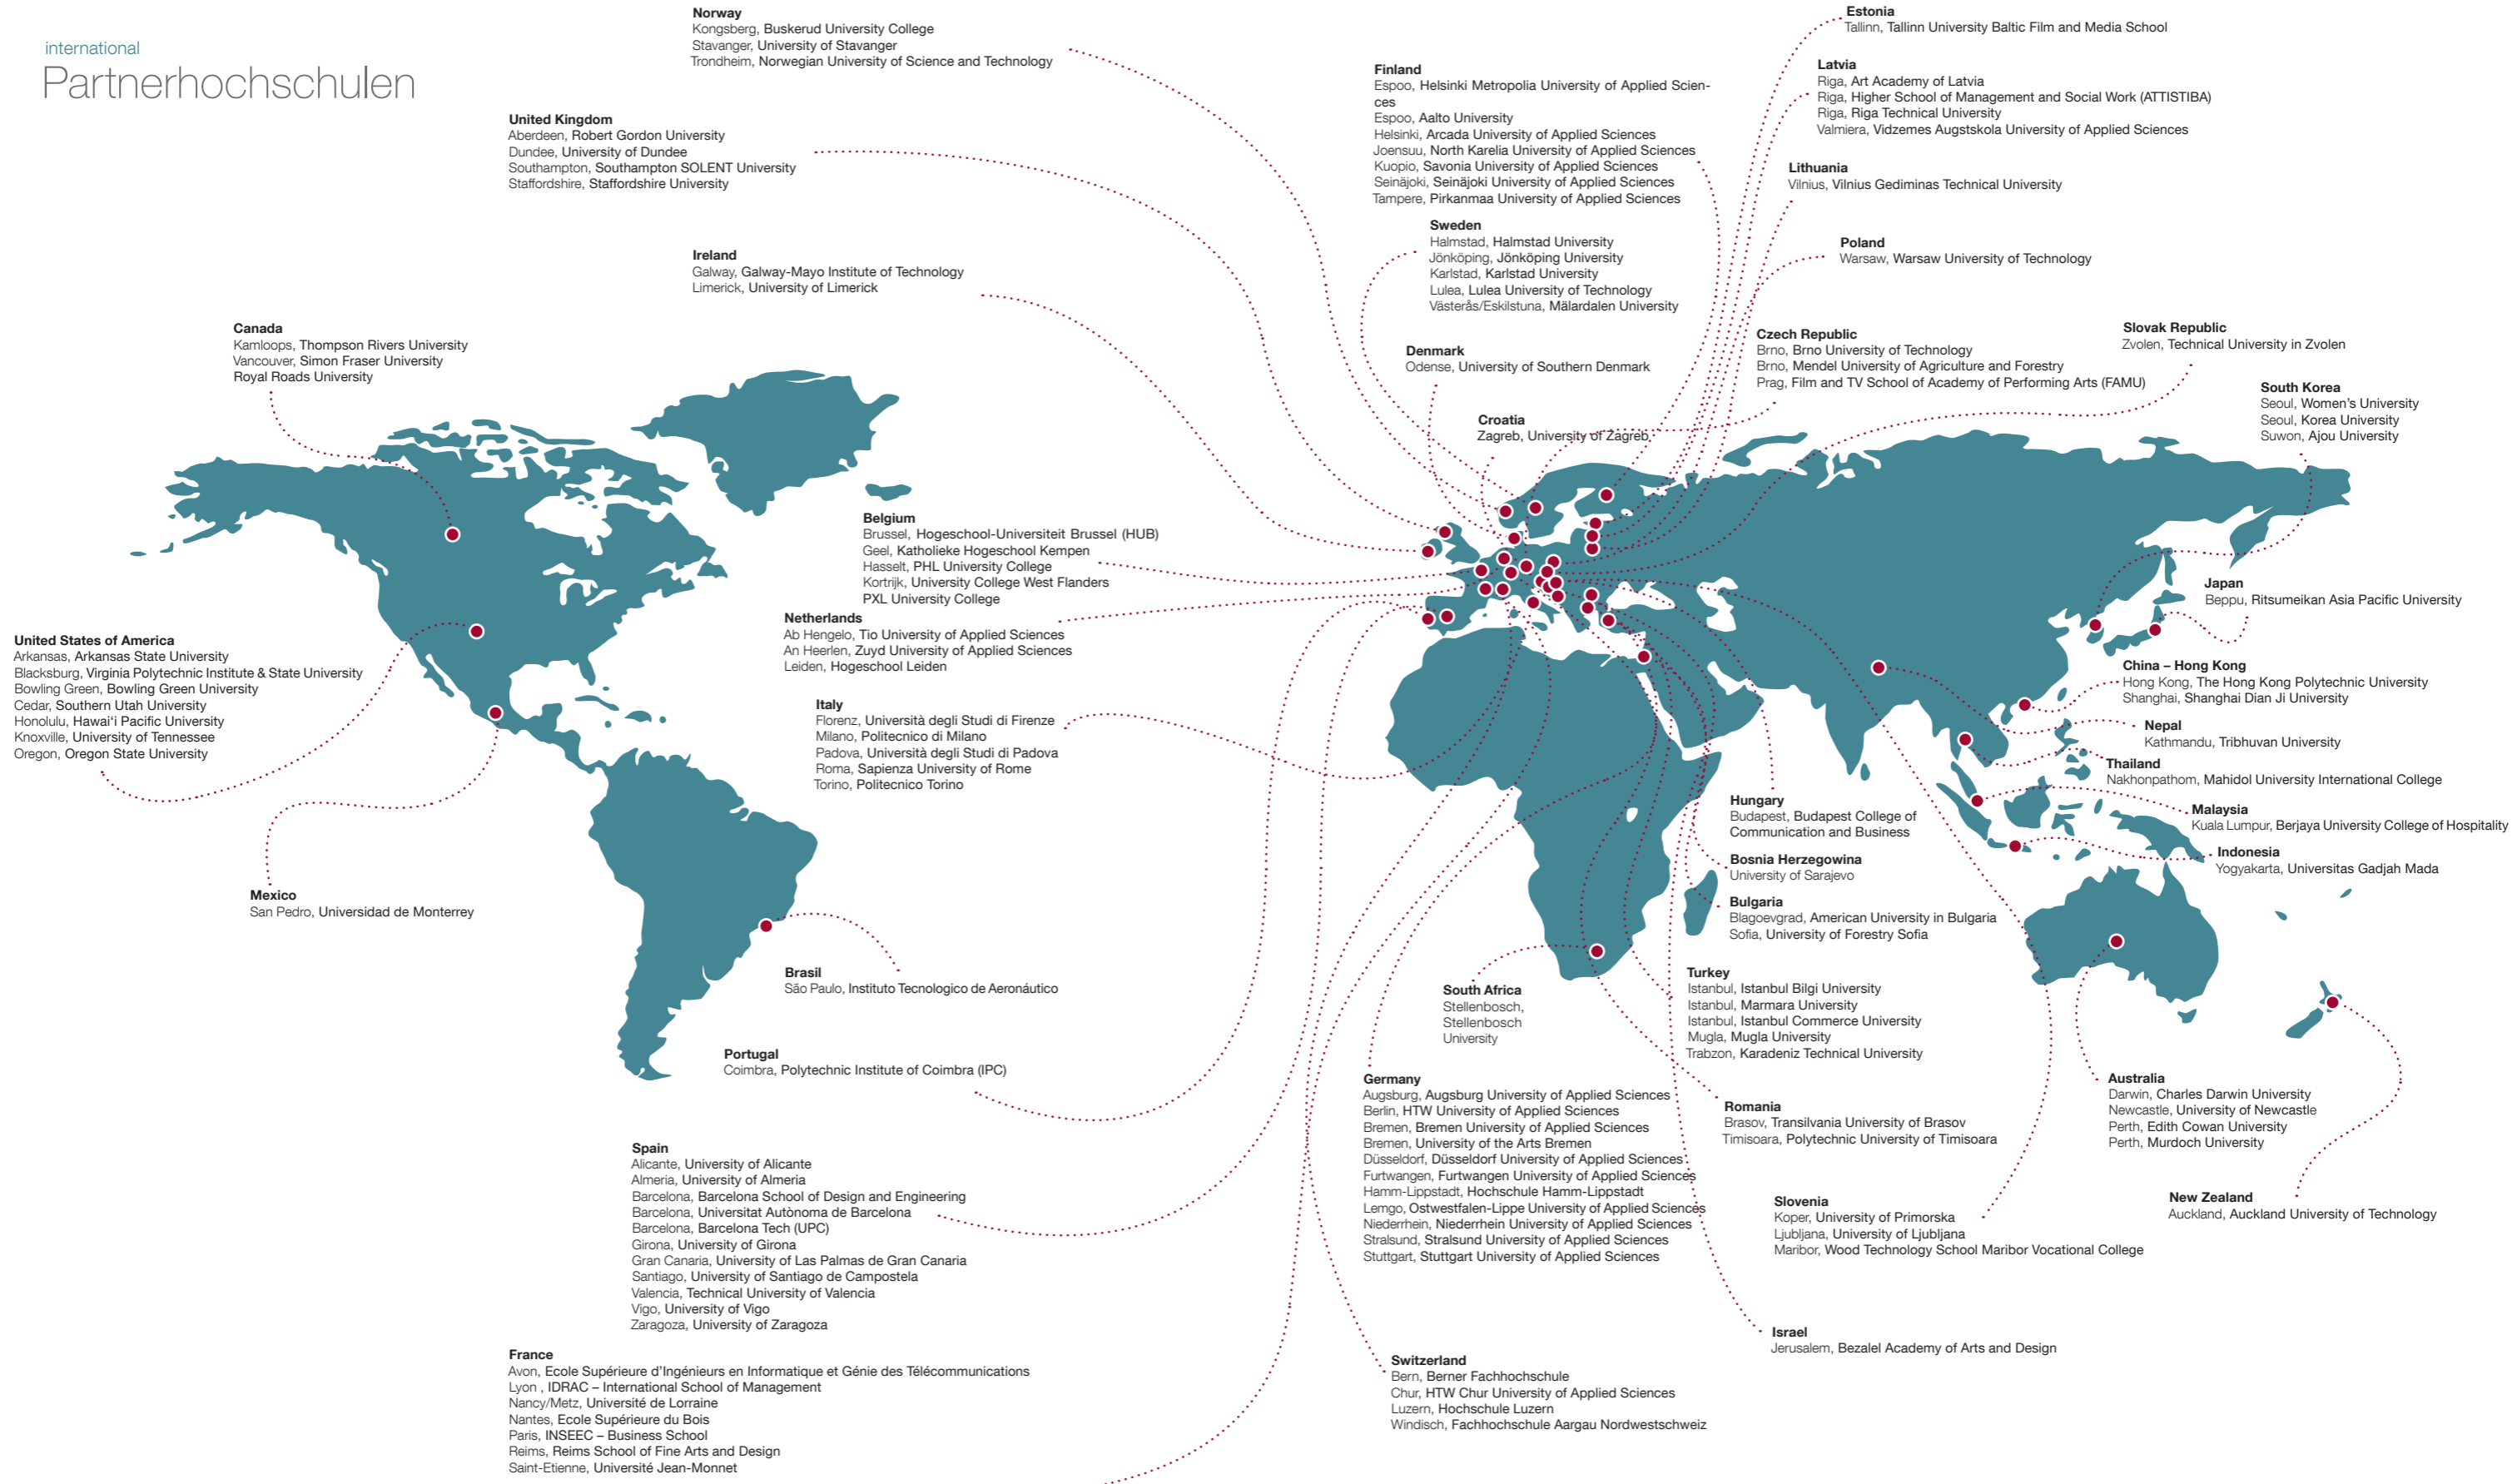 international
Partnerhochschulen
Norway
Kongsberg, Buskerud University College
Stavanger, University of Stavanger
Trondheim, Norwegian University of Science and Technology
United Kingdom
Aberdeen, Robert Gordon University
Dundee, University of Dundee
Southampton, Southampton SOLENT University
Staffordshire, Staffordshire University
Ireland
Galway, Galway-Mayo Institute of Technology
Limerick, University of Limerick
Canada
Kamloops, Thompson Rivers University
Vancouver, Simon Fraser University
Royal Roads University
Estonia
Tallinn, Tallinn University Baltic Film and Media School
Finland
Espoo, Helsinki Metropolia University of Applied Scien-
ces
Espoo, Aalto University
Helsinki, Arcada University of Applied Sciences
Joensuu, North Karelia University of Applied Sciences
Kuopio, Savonia University of Applied Sciences
Seinäjoki, Seinäjoki University of Applied Sciences
Tampere, Pirkanmaa University of Applied Sciences
Latvia
Riga, Art Academy of Latvia
Riga, Higher School of Management and Social Work (ATTISTIBA)
Riga, Riga Technical University
Valmiera, Vidzemes Augstskola University of Applied Sciences
Lithuania
Vilnius, Vilnius Gediminas Technical University
Sweden
Halmstad, Halmstad University
Jönköping, Jönköping University
Karlstad, Karlstad University
Lulea, Lulea University of Technology
Västerås/Eskilstuna, Mälardalen University
Poland
Warsaw, Warsaw University of Technology
Denmark
Odense, University of Southern Denmark
Czech Republic
Brno, Brno University of Technology
Brno, Mendel University of Agriculture and Forestry
Prag, Film and TV School of Academy of Performing Arts (FAMU)
Slovak Republic
Zvolen, Technical University in Zvolen
South Korea
Seoul, Women's University
Seoul, Korea University
Suwon, Ajou University
Croatia
Zagreb, University of Zagreb
Belgium
Brussel, Hogeschool-Universiteit Brussel (HUB)
Geel, Katholieke Hogeschool Kempen
Hasselt, PHL University College
Kortrijk, University College West Flanders
PXL University College
Netherlands
Ab Hengelo, Tio University of Applied Sciences
An Heerlen, Zuyd University of Applied Sciences
Leiden, Hogeschool Leiden
United States of America
Arkansas, Arkansas State University
Blacksburg, Virginia Polytechnic Institute & State University
Bowling Green, Bowling Green University
Cedar, Southern Utah University
Honolulu, Hawai'i Pacific University
Knoxville, University of Tennessee
Oregon, Oregon State University
Italy
Florenz, Università degli Studi di Firenze
Milano, Politecnico di Milano
Padova, Università degli Studi di Padova
Roma, Sapienza University of Rome
Torino, Politecnico Torino
Japan
Beppu, Ritsumeikan Asia Pacific University
China – Hong Kong
Hong Kong, The Hong Kong Polytechnic University
Shanghai, Shanghai Dian Ji University
Nepal
Kathmandu, Tribhuvan University
Thailand
Nakhonpathom, Mahidol University International College
Malaysia
Kuala Lumpur, Berjaya University College of Hospitality
Indonesia
Yogyakarta, Universitas Gadjah Mada
Hungary
Budapest, Budapest College of
Communication and Business
Bosnia Herzegowina
University of Sarajevo
Bulgaria
Blagoevgrad, American University in Bulgaria
Sofia, University of Forestry Sofia
Mexico
San Pedro, Universidad de Monterrey
Brasil
São Paulo, Instituto Tecnologico de Aeronáutico
South Africa
Stellenbosch,
Stellenbosch
University
Turkey
Istanbul, Istanbul Bilgi University
Istanbul, Marmara University
Istanbul, Istanbul Commerce University
Mugla, Mugla University
Trabzon, Karadeniz Technical University
Portugal
Coimbra, Polytechnic Institute of Coimbra (IPC)
Germany
Augsburg, Augsburg University of Applied Sciences
Berlin, HTW University of Applied Sciences
Bremen, Bremen University of Applied Sciences
Bremen, University of the Arts Bremen
Düsseldorf, Düsseldorf University of Applied Sciences
Furtwangen, Furtwangen University of Applied Sciences
Hamm-Lippstadt, Hochschule Hamm-Lippstadt
Lemgo, Ostwestfalen-Lippe University of Applied Sciences
Niederrhein, Niederrhein University of Applied Sciences
Stralsund, Stralsund University of Applied Sciences
Stuttgart, Stuttgart University of Applied Sciences
Romania
Brasov, Transilvania University of Brasov
Timisoara, Polytechnic University of Timisoara
Australia
Darwin, Charles Darwin University
Newcastle, University of Newcastle
Perth, Edith Cowan University
Perth, Murdoch University
Spain
Alicante, University of Alicante
Almeria, University of Almeria
Barcelona, Barcelona School of Design and Engineering
Barcelona, Universitat Autònoma de Barcelona
Barcelona, Barcelona Tech (UPC)
Girona, University of Girona
Gran Canaria, University of Las Palmas de Gran Canaria
Santiago, University of Santiago de Campostela
Valencia, Technical University of Valencia
Vigo, University of Vigo
Zaragoza, University of Zaragoza
Slovenia
Koper, University of Primorska
Ljubljana, University of Ljubljana
Maribor, Wood Technology School Maribor Vocational College
New Zealand
Auckland, Auckland University of Technology
Israel
Jerusalem, Bezalel Academy of Arts and Design
France
Avon, Ecole Supérieure d'Ingénieurs en Informatique et Génie des Télécommunications
Lyon , IDRAC – International School of Management
Nancy/Metz, Université de Lorraine
Nantes, Ecole Supérieure du Bois
Paris, INSEEC – Business School
Reims, Reims School of Fine Arts and Design
Saint-Etienne, Université Jean-Monnet
Switzerland
Bern, Berner Fachhochschule
Chur, HTW Chur University of Applied Sciences
Luzern, Hochschule Luzern
Windisch, Fachhochschule Aargau Nordwestschweiz